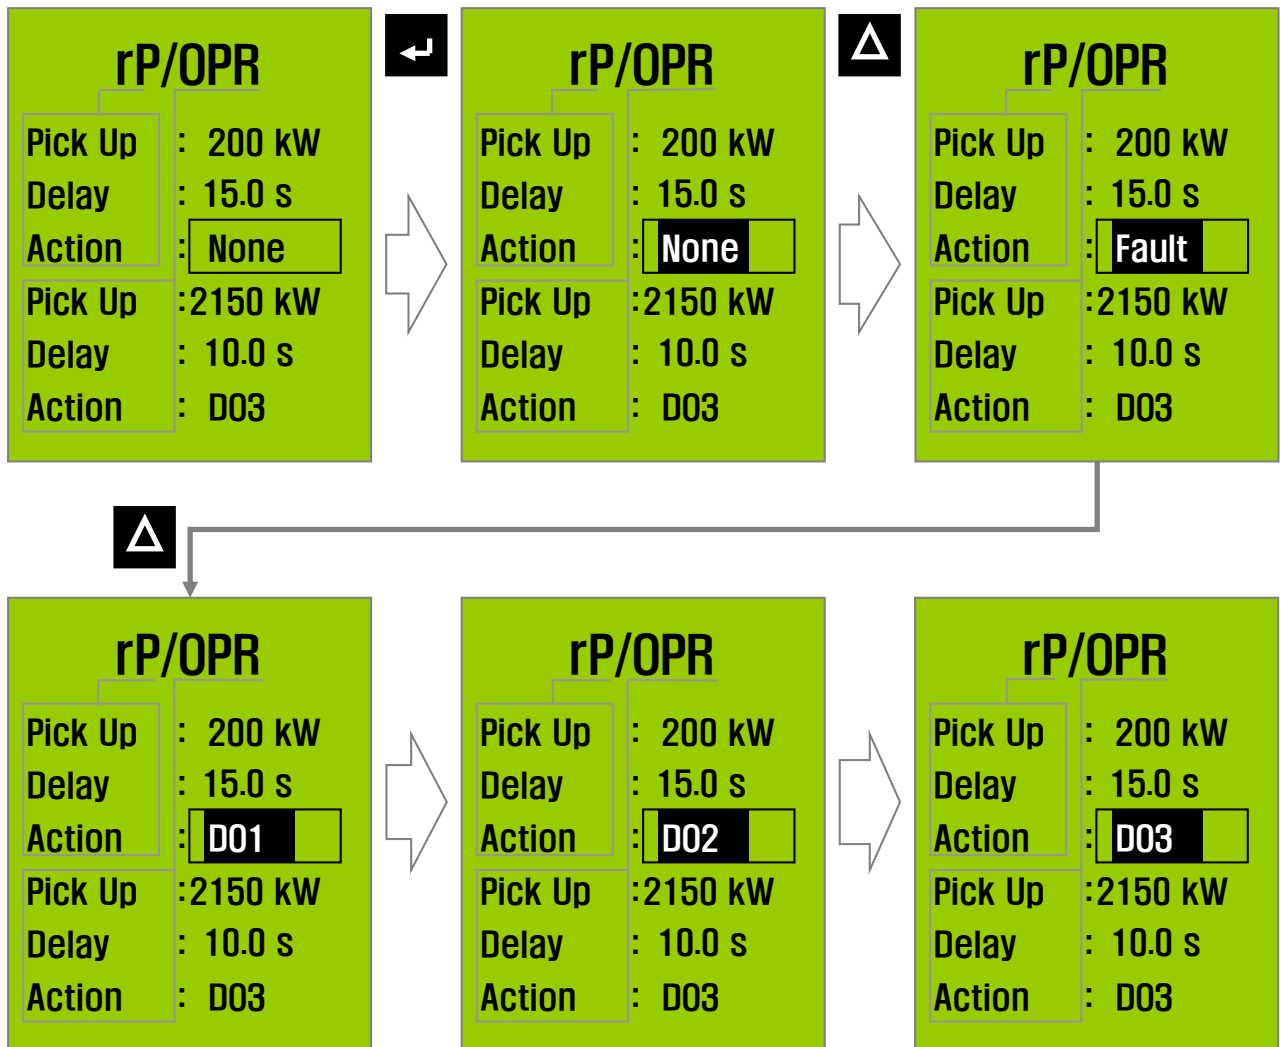 rP/OPR
Pick Up : 200 kW
Delay : 15.0 s
Action : None
Pick Up :2150 kW
Delay : 10.0 s
Action : DO3
rP/OPR
Pick Up : 200 kW
Delay : 15.0 s
Action : None
Pick Up :2150 kW
Delay : 10.0 s
Action : DO3
rP/OPR
Pick Up : 200 kW
Delay : 15.0 s
Action : Fault
Pick Up :2150 kW
Delay : 10.0 s
Action : DO3
rP/OPR
Pick Up : 200 kW
Delay : 15.0 s
Action : DO1
Pick Up :2150 kW
Delay : 10.0 s
Action : DO3
rP/OPR
Pick Up : 200 kW
Delay : 15.0 s
Action : DO2
Pick Up :2150 kW
Delay : 10.0 s
Action : DO3
rP/OPR
Pick Up : 200 kW
Delay : 15.0 s
Action : DO3
Pick Up :2150 kW
Delay : 10.0 s
Action : DO3